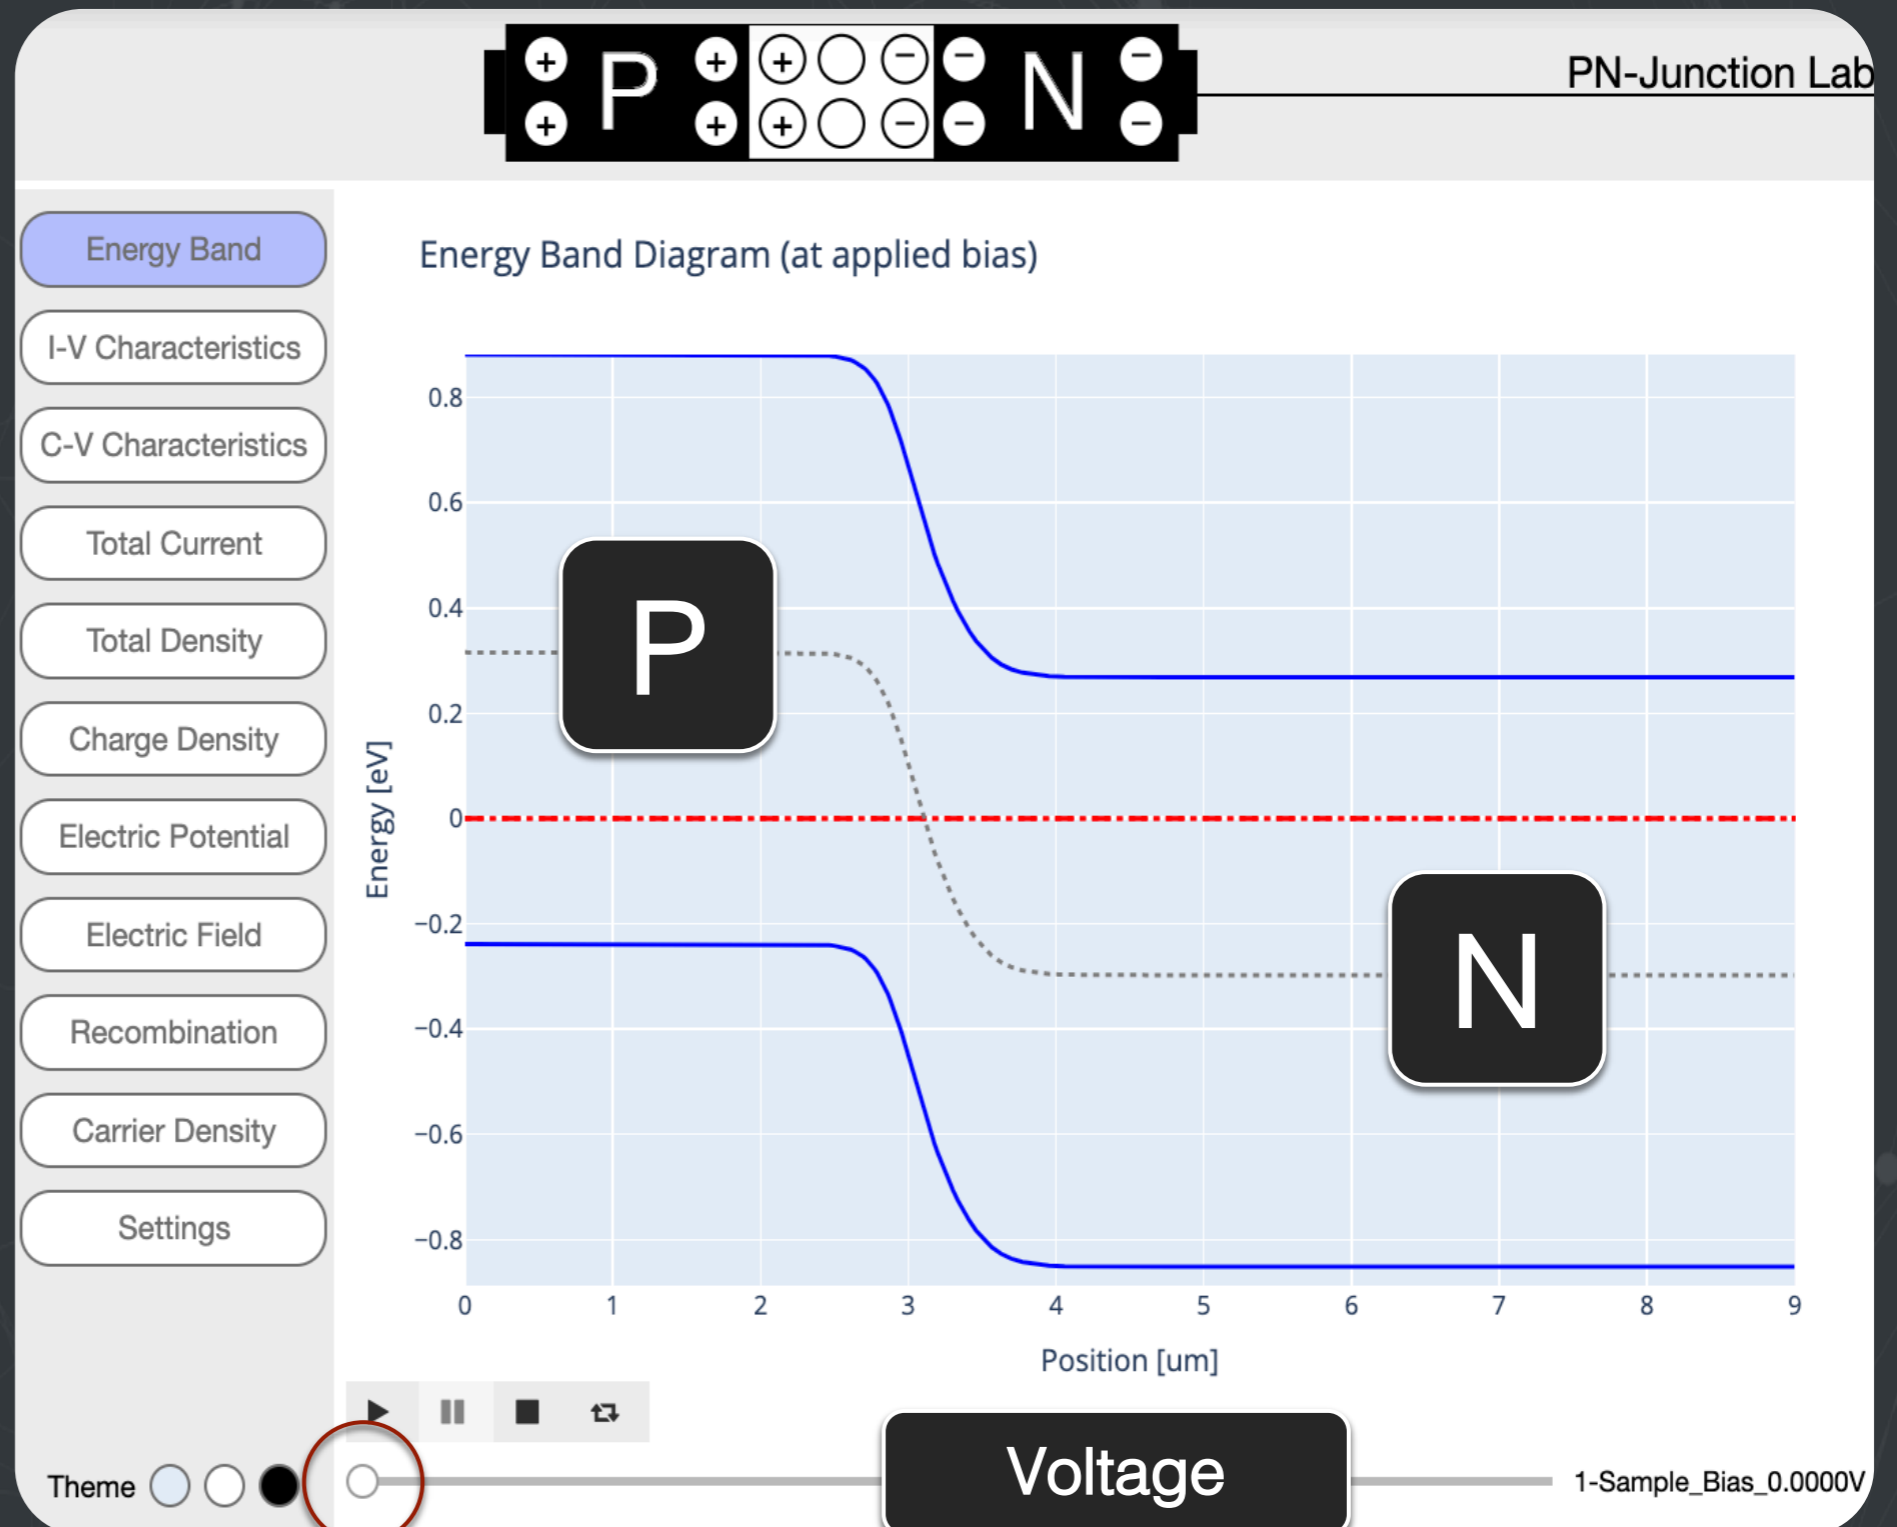 + P + + − − N −
+ + + − − −
PN-Junction Lab
Energy Band
I-V Characteristics
C-V Characteristics
Total Current
Total Density
Charge Density
Electric Potential
Electric Field
Recombination
Carrier Density
Settings
Theme
Energy Band Diagram (at applied bias)
Energy [eV]
0.8
0.6
0.4
0.2
0
−0.2
−0.4
−0.6
−0.8
P
N
0 1 2 3 4 5 6 7 8 9
Position [um]
Voltage
1-Sample_Bias_0.0000V